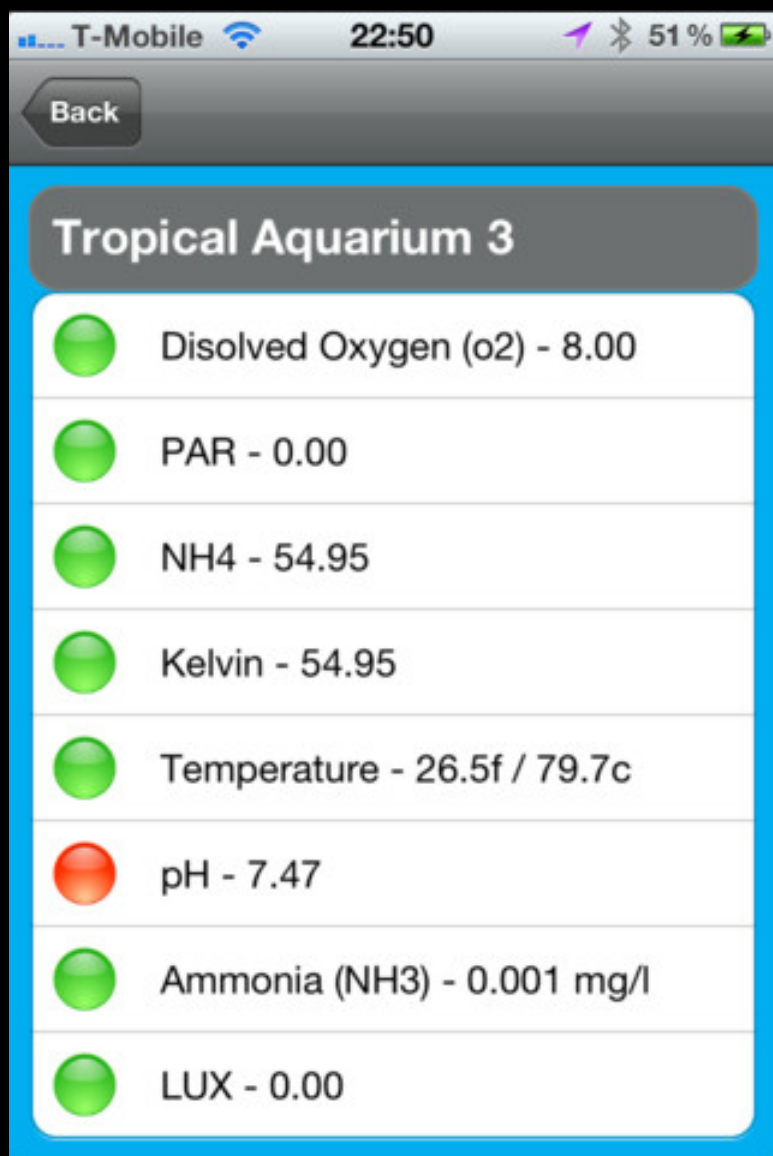 T-Mobile 22:50 51%
Back
Tropical Aquarium 3
Disolved Oxygen (o2) - 8.00
PAR - 0.00
NH4 - 54.95
Kelvin - 54.95
Temperature - 26.5f / 79.7c
pH - 7.47
Ammonia (NH3) - 0.001 mg/l
LUX - 0.00